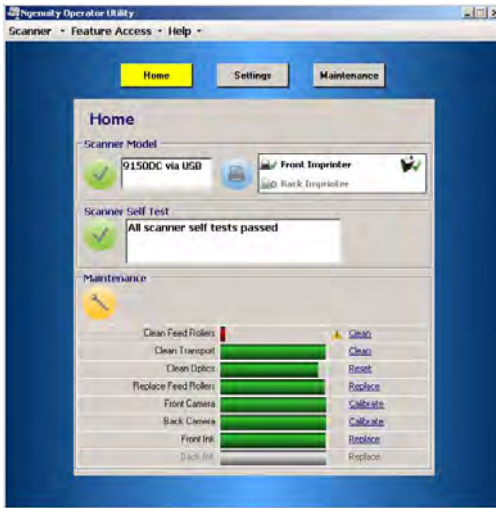 Ngenuity Operator Utility
Scanner Feature Access Help
Home Settings Maintenance
Home
Scanner Model
9150DC via USB
Front Imprinter
Back Imprinter
Scanner Self Test
All scanner self tests passed
Maintenance
Clean Feed Rollers Clean
Clean Transport Clean
Clean Optics Reset
Replace Feed Rollers Replace
Front Camera Calibrate
Back Camera Calibrate
Front Ink Replace
Back Ink Replace